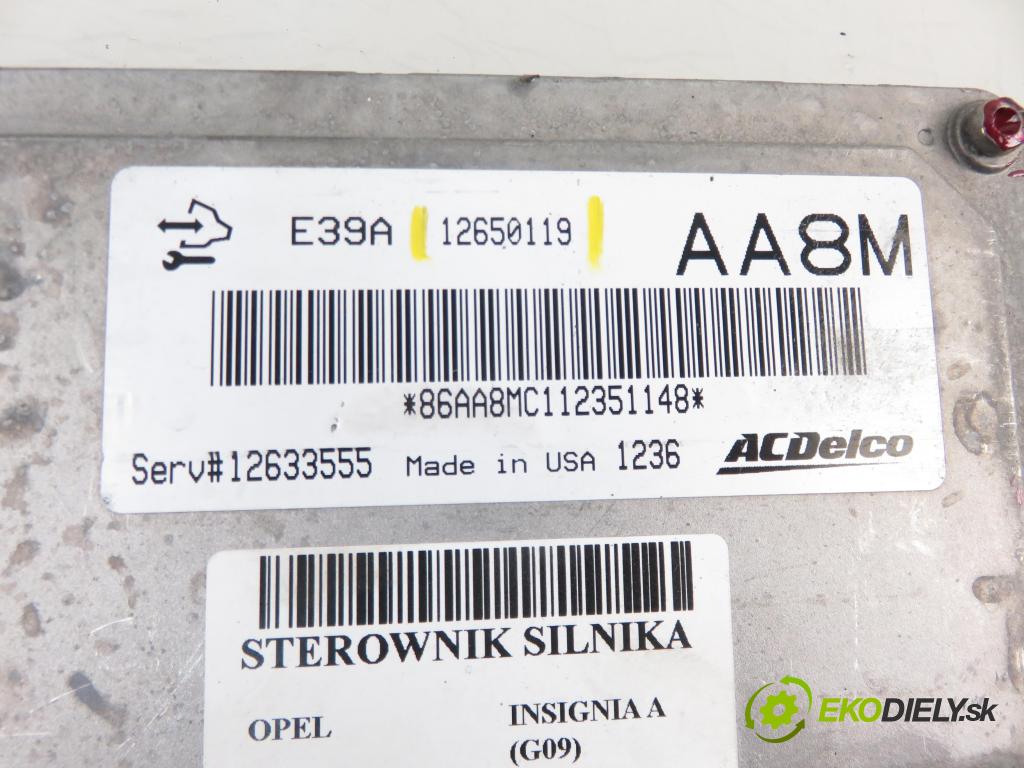 E39A 12650119 AA8M
*86AA8MC112351148*
Serv#12633555 Made in USA 1236 ACDelco
STEROWNIK SILNIKA
OPEL INSIGNIA A
(G09)
EKODIELY.sk